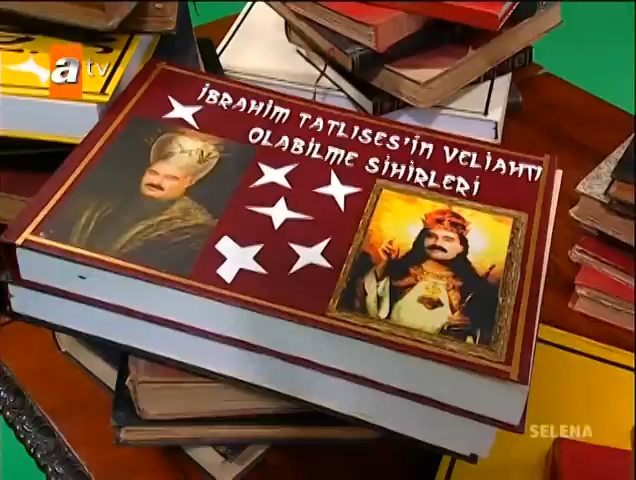 atv
İBRAHİM TATLISES'İN VELİAHTI
OLABİLME SİHİRLERİ
SELENA